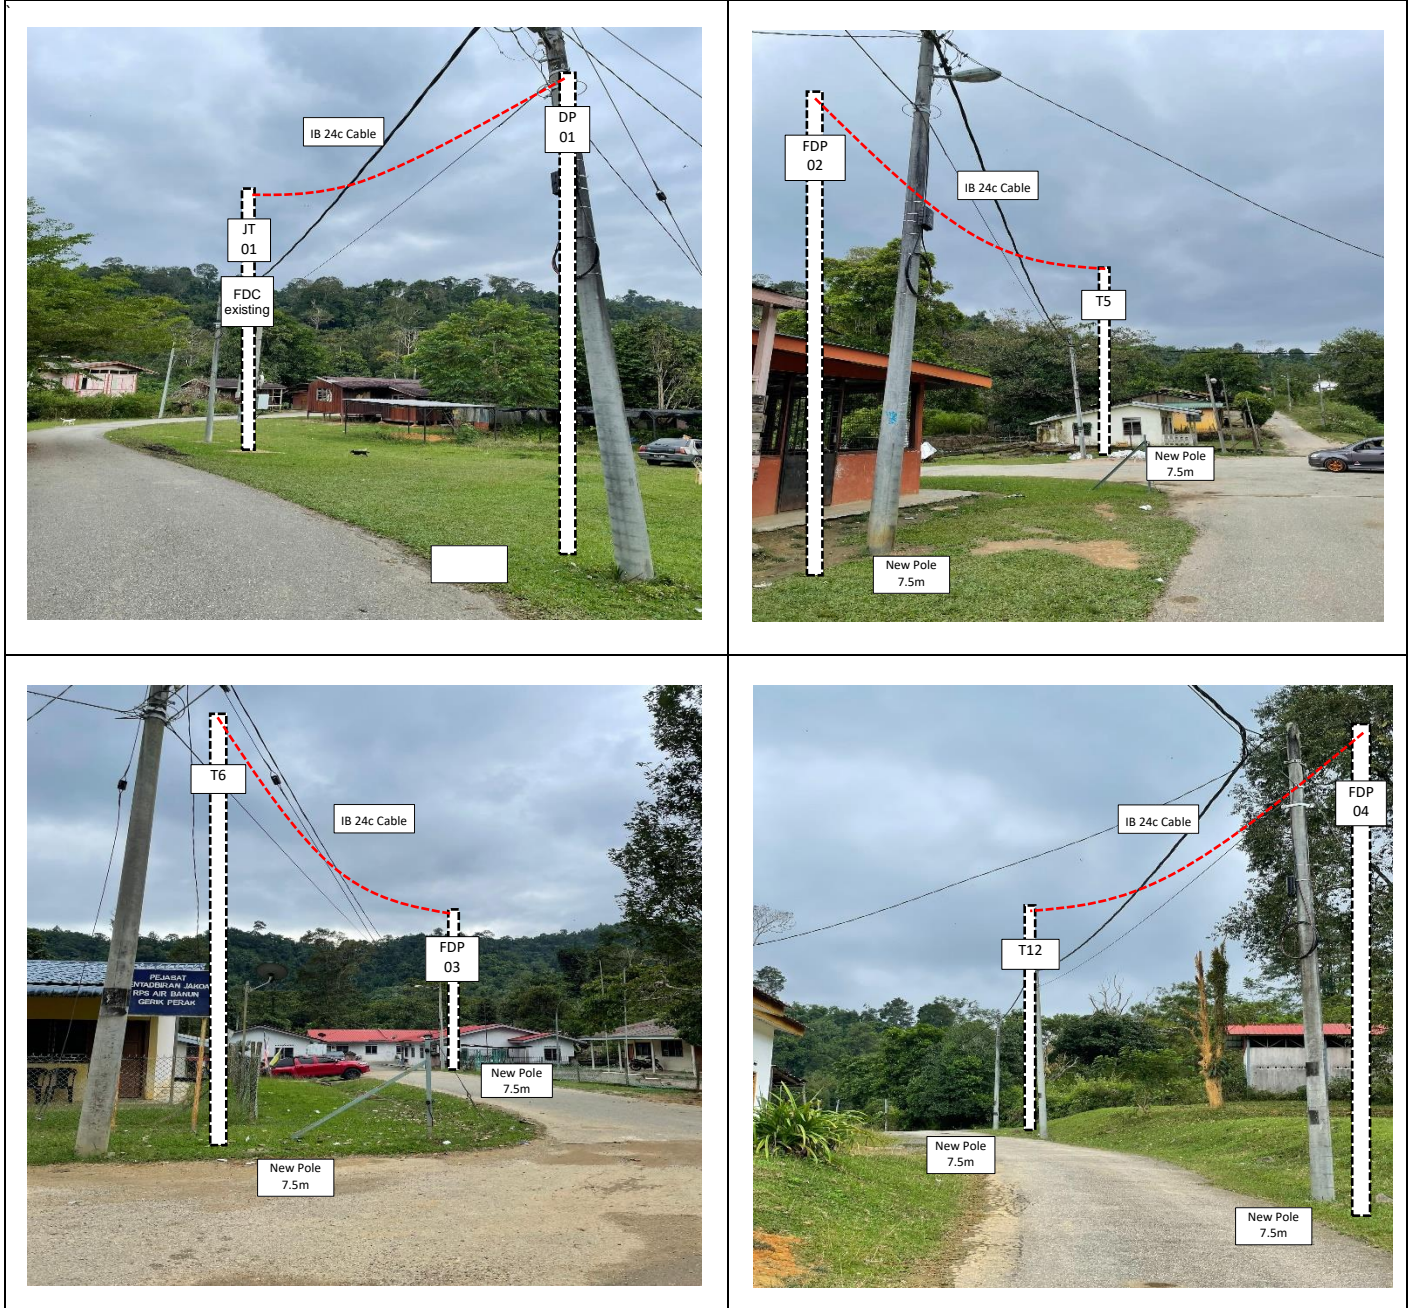 IB 24c Cable
DP
01
JT
01
FDC
existing
FDP
02
IB 24c Cable
T5
New Pole
7.5m
New Pole
7.5m
T6
IB 24c Cable
FDP
03
PEJABAT
ENTADBIRAN JAKOA
RPS AIR BANUN
GERIK PERAK
New Pole
7.5m
New Pole
7.5m
FDP
04
IB 24c Cable
T12
New Pole
7.5m
New Pole
7.5m